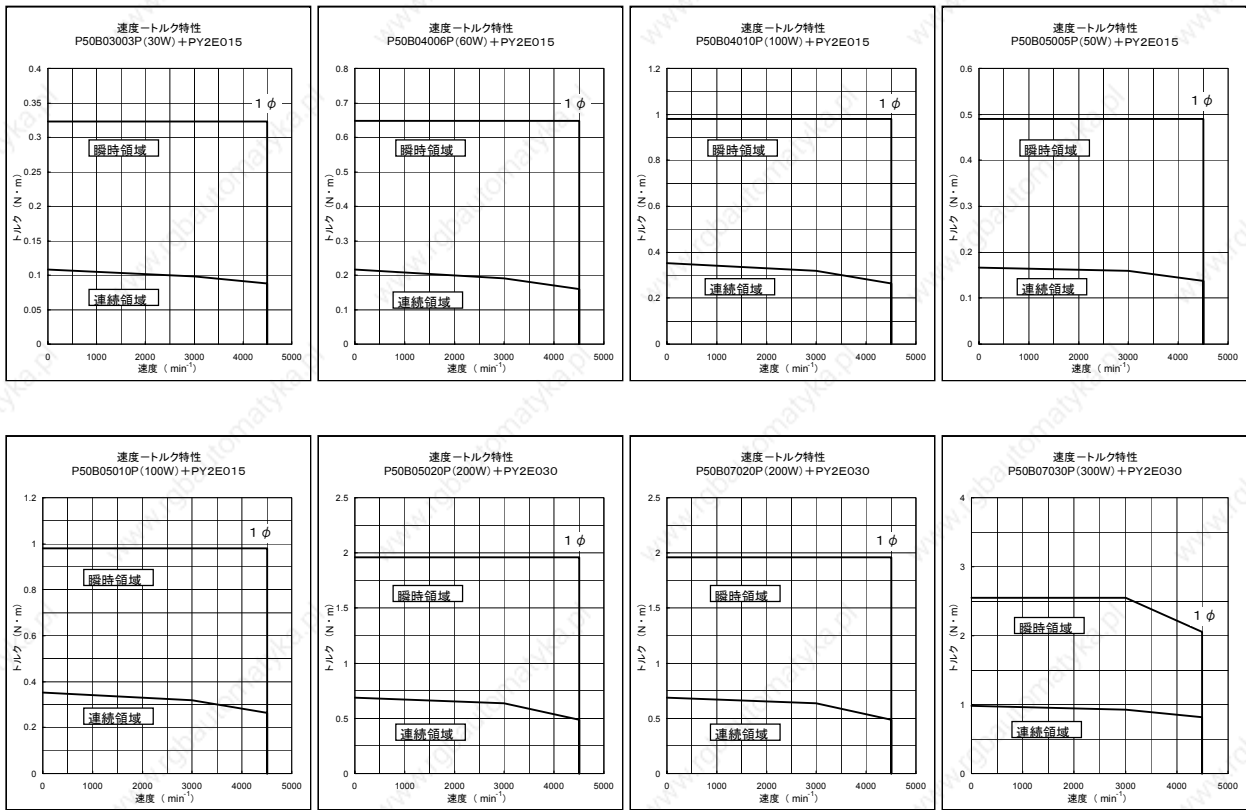 速度ートルク特性
P50B03003P(30W)+PY2E015
0.4
0.35
0.3
0.25
0.2
0.15
0.1
0.05
0
トルク (N・m)
1φ
瞬時領域
連続領域
0 1000 2000 3000 4000 5000
速度 ( min-1)
速度ートルク特性
P50B04006P(60W)+PY2E015
0.8
0.7
0.6
0.5
0.4
0.3
0.2
0.1
0
トルク (N・m)
1φ
瞬時領域
連続領域
0 1000 2000 3000 4000 5000
速度 ( min-1)
速度ートルク特性
P50B04010P(100W)+PY2E015
1.2
1
0.8
0.6
0.4
0.2
0
トルク (N・m)
1φ
瞬時領域
連続領域
0 1000 2000 3000 4000 5000
速度 ( min-1)
速度ートルク特性
P50B05005P(50W)+PY2E015
0.6
0.5
0.4
0.3
0.2
0.1
0
トルク (N・m)
1φ
瞬時領域
連続領域
0 1000 2000 3000 4000 5000
速度 ( min-1)
速度ートルク特性
P50B05010P(100W)+PY2E015
1.2
1
0.8
0.6
0.4
0.2
0
トルク (N・m)
1φ
瞬時領域
連続領域
0 1000 2000 3000 4000 5000
速度 ( min-1)
速度ートルク特性
P50B05020P(200W)+PY2E030
2.5
2
1.5
1
0.5
0
トルク (N・m)
1φ
瞬時領域
連続領域
0 1000 2000 3000 4000 5000
速度 ( min-1)
速度ートルク特性
P50B07020P(200W)+PY2E030
2.5
2
1.5
1
0.5
0
トルク (N・m)
1φ
瞬時領域
連続領域
0 1000 2000 3000 4000 5000
速度 ( min-1)
速度ートルク特性
P50B07030P(300W)+PY2E030
4
3
2
1
0
トルク (N・m)
1φ
瞬時領域
連続領域
0 1000 2000 3000 4000 5000
速度 ( min-1)
www.rgbautomatyka.pl